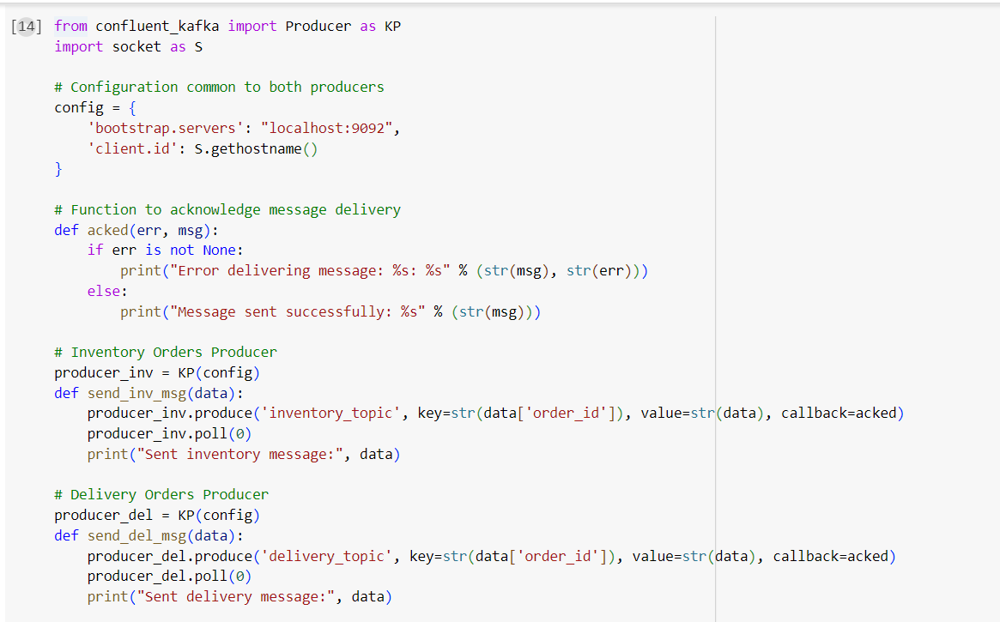 [14] from confluent_kafka import Producer as KP
import socket as S

# Configuration common to both producers
config = {
    'bootstrap.servers': "localhost:9092",
    'client.id': S.gethostname()
}

# Function to acknowledge message delivery
def acked(err, msg):
    if err is not None:
        print("Error delivering message: %s: %s" % (str(msg), str(err)))
    else:
        print("Message sent successfully: %s" % (str(msg)))

# Inventory Orders Producer
producer_inv = KP(config)
def send_inv_msg(data):
    producer_inv.produce('inventory_topic', key=str(data['order_id']), value=str(data), callback=acked)
    producer_inv.poll(0)
    print("Sent inventory message:", data)

# Delivery Orders Producer
producer_del = KP(config)
def send_del_msg(data):
    producer_del.produce('delivery_topic', key=str(data['order_id']), value=str(data), callback=acked)
    producer_del.poll(0)
    print("Sent delivery message:", data)